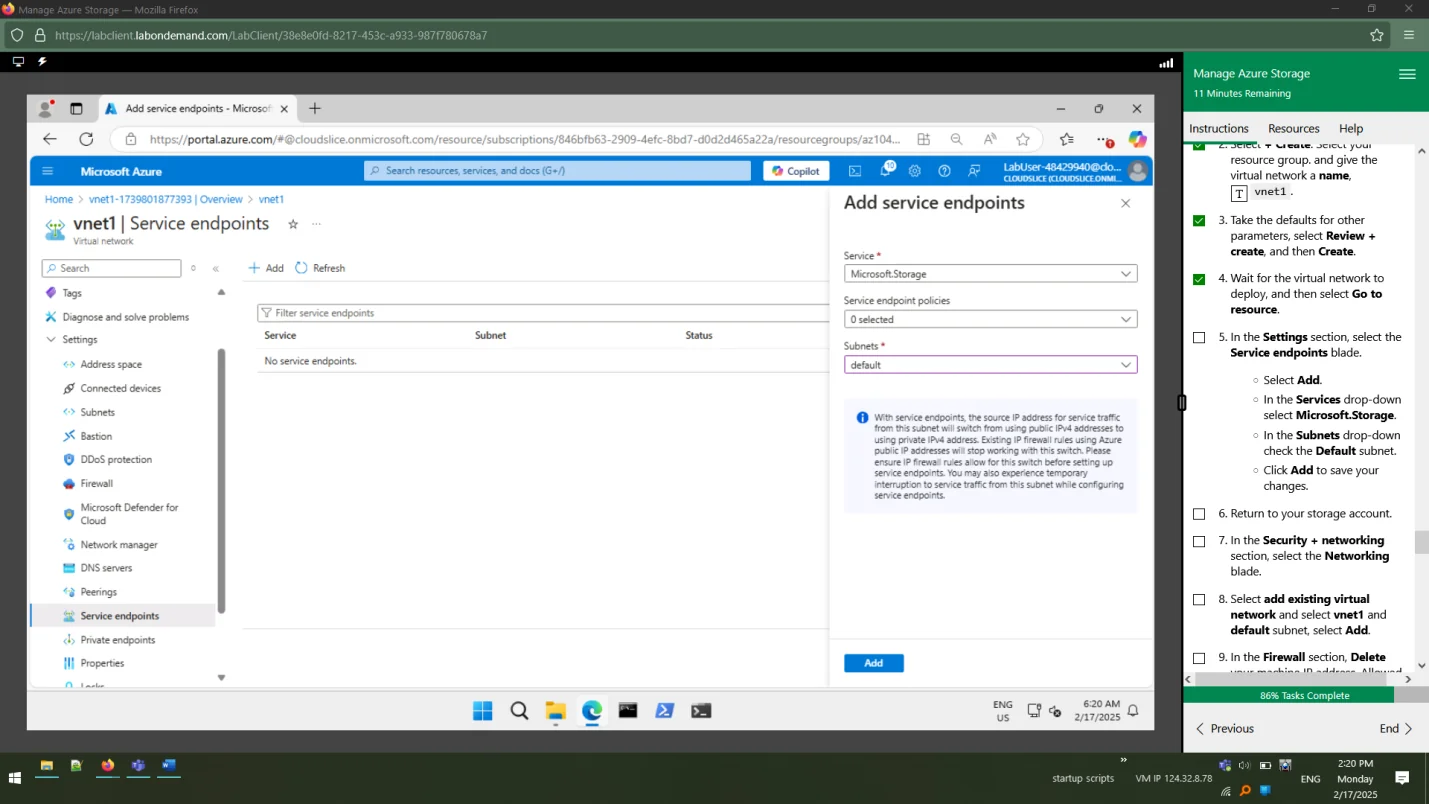 Manage Azure Storage — Mozilla Firefox
https://labclient.labondemand.com/LabClient/38e8e0fd-8217-453c-a933-987f780678a7
Add service endpoints - Microsof
https://portal.azure.com/#@cloudslice.onmicrosoft.com/resource/subscriptions/846bfb63-2909-4efc-8bd7-d0d2d465a22a/resourcegroups/az104...
Microsoft Azure
Search resources, services, and docs (G+/)
Copilot
10
LabUser-48429940@clo...
CLOUDSLICE (CLOUDSLICE.ONMI...
Home > vnet1-1739801877393 | Overview > vnet1
vnet1 | Service endpoints
Virtual network
Search
Tags
Diagnose and solve problems
Settings
Address space
Connected devices
Subnets
Bastion
DDoS protection
Firewall
Microsoft Defender for
Cloud
Network manager
DNS servers
Peerings
Service endpoints
Private endpoints
Properties
Locks
Add
Refresh
Filter service endpoints
Service Subnet Status
No service endpoints.
Add service endpoints
Service *
Microsoft.Storage
Service endpoint policies
0 selected
Subnets *
default
With service endpoints, the source IP address for service traffic
from this subnet will switch from using public IPv4 addresses to
using private IPv4 address. Existing IP firewall rules using Azure
public IP addresses will stop working with this switch. Please
ensure IP firewall rules allow for this switch before setting up
service endpoints. You may also experience temporary
interruption to service traffic from this subnet while configuring
service endpoints.
Add
ENG
US
6:20 AM
2/17/2025
Manage Azure Storage
11 Minutes Remaining
Instructions Resources Help
2. Select + Create. Select your
resource group. and give the
virtual network a name,
T vnet1 .
3. Take the defaults for other
parameters, select Review +
create, and then Create.
4. Wait for the virtual network to
deploy, and then select Go to
resource.
5. In the Settings section, select the
Service endpoints blade.
Select Add.
In the Services drop-down
select Microsoft.Storage.
In the Subnets drop-down
check the Default subnet.
Click Add to save your
changes.
6. Return to your storage account.
7. In the Security + networking
section, select the Networking
blade.
8. Select add existing virtual
network and select vnet1 and
default subnet, select Add.
9. In the Firewall section, Delete
your machine IP address. Allowed
86% Tasks Complete
Previous
End
startup scripts
VM IP 124.32.8.78
ENG
2:20 PM
Monday
2/17/2025